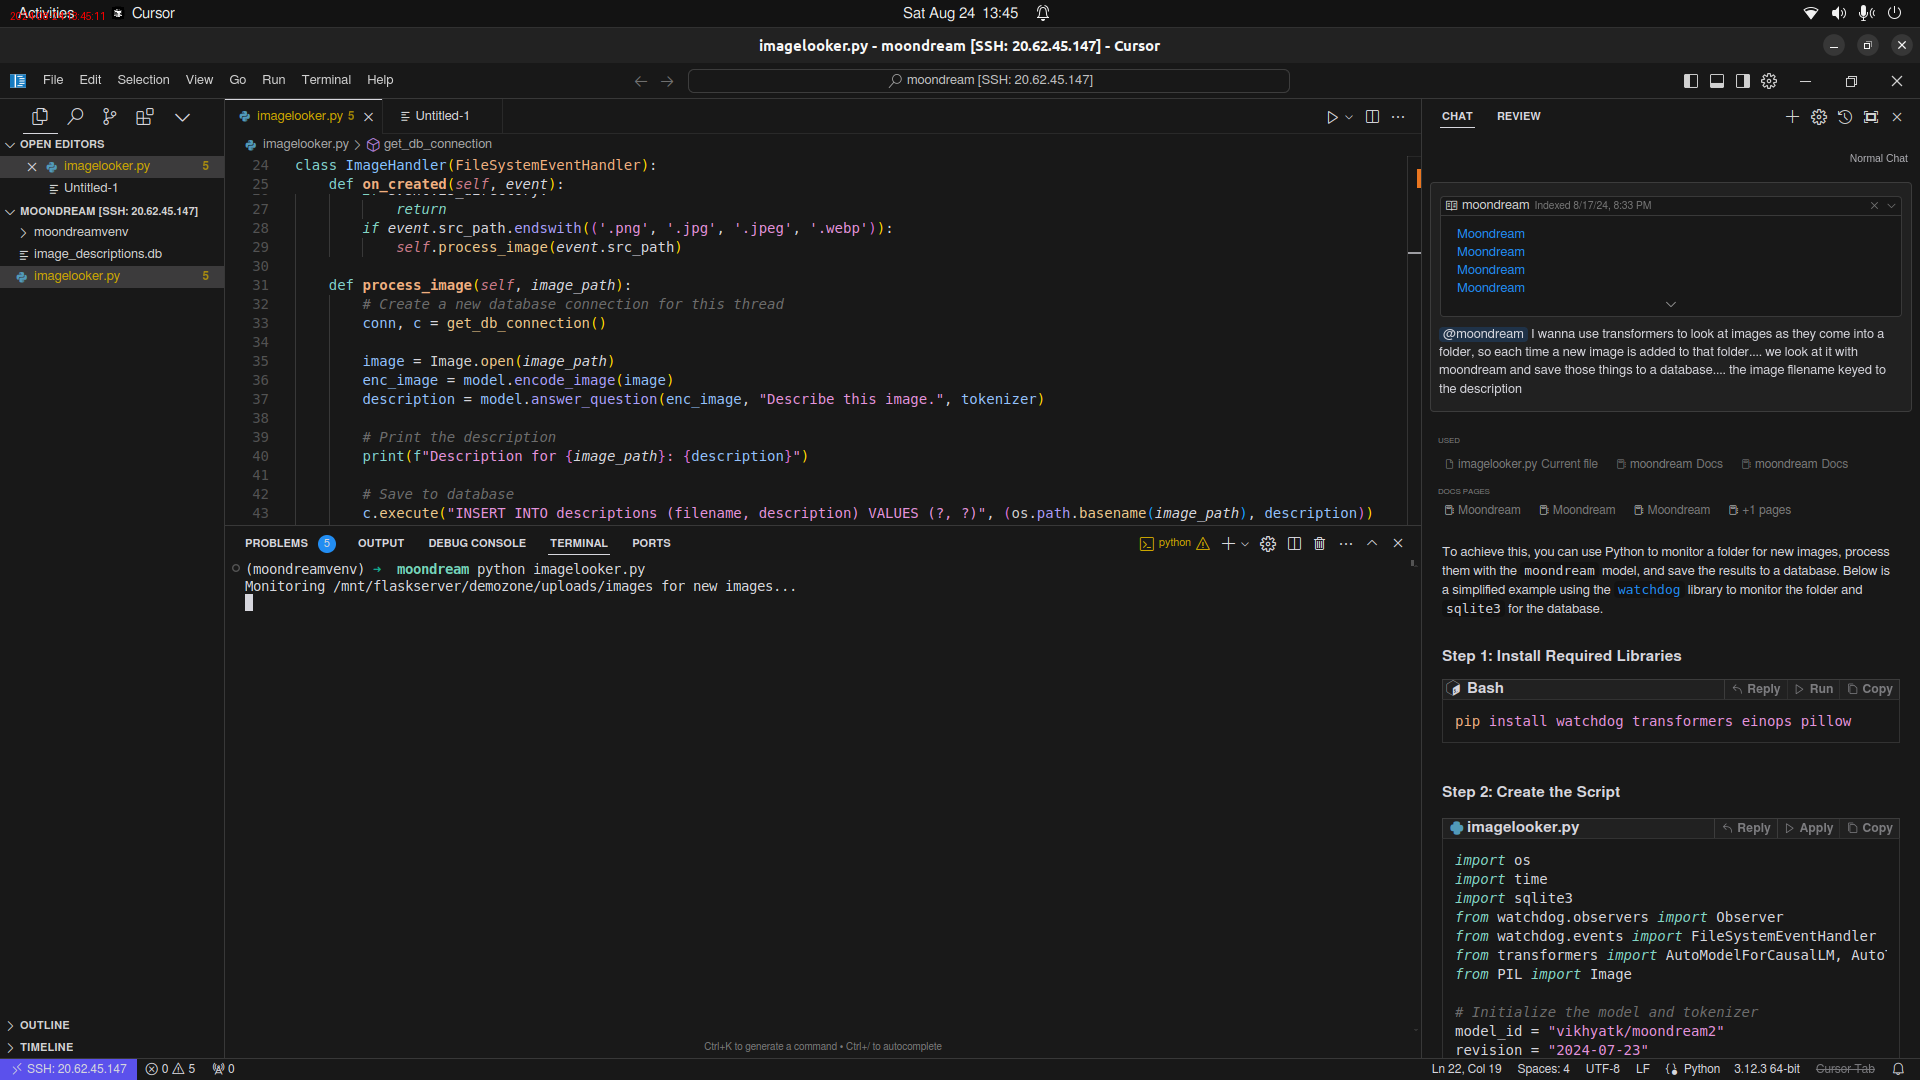 Activities
Cursor
Sat Aug 24 13:45
imagelooker.py - moondream [SSH: 20.62.45.147] - Cursor
File Edit Selection View Go Run Terminal Help
moondream [SSH: 20.62.45.147]
OPEN EDITORS
imagelooker.py 5
Untitled-1
MOONDREAM [SSH: 20.62.45.147]
moondreamvenv
image_descriptions.db
imagelooker.py 5
OUTLINE
TIMELINE
imagelooker.py 5
Untitled-1
imagelooker.py > get_db_connection
24 class ImageHandler(FileSystemEventHandler):
25 def on_created(self, event):
27 return
28 if event.src_path.endswith(('.png', '.jpg', '.jpeg', '.webp')):
29 self.process_image(event.src_path)
30
31 def process_image(self, image_path):
32 # Create a new database connection for this thread
33 conn, c = get_db_connection()
34
35 image = Image.open(image_path)
36 enc_image = model.encode_image(image)
37 description = model.answer_question(enc_image, "Describe this image.", tokenizer)
38
39 # Print the description
40 print(f"Description for {image_path}: {description}")
41
42 # Save to database
43 c.execute("INSERT INTO descriptions (filename, description) VALUES (?, ?)", (os.path.basename(image_path), description))
PROBLEMS 5 OUTPUT DEBUG CONSOLE TERMINAL PORTS
python
(moondreamvenv) → moondream python imagelooker.py
Monitoring /mnt/flaskserver/demozone/uploads/images for new images...
Ctrl+K to generate a command • Ctrl+/ to autocomplete
CHAT REVIEW
Normal Chat
moondream Indexed 8/17/24, 8:33 PM
Moondream
Moondream
Moondream
Moondream
@moondream I wanna use transformers to look at images as they come into a
folder, so each time a new image is added to that folder.... we look at it with
moondream and save those things to a database.... the image filename keyed to
the description
USED
imagelooker.py Current file moondream Docs moondream Docs
DOCS PAGES
Moondream Moondream Moondream +1 pages
To achieve this, you can use Python to monitor a folder for new images, process
them with the moondream model, and save the results to a database. Below is
a simplified example using the watchdog library to monitor the folder and
sqlite3 for the database.
Step 1: Install Required Libraries
Bash Reply Run Copy
pip install watchdog transformers einops pillow
Step 2: Create the Script
imagelooker.py Reply Apply Copy
import os
import time
import sqlite3
from watchdog.observers import Observer
from watchdog.events import FileSystemEventHandler
from transformers import AutoModelForCausalLM, Auto
from PIL import Image
# Initialize the model and tokenizer
model_id = "vikhyatk/moondream2"
revision = "2024-07-23"
SSH: 20.62.45.147 0 5 0
Ln 22, Col 19 Spaces: 4 UTF-8 LF Python 3.12.3 64-bit Cursor Tab